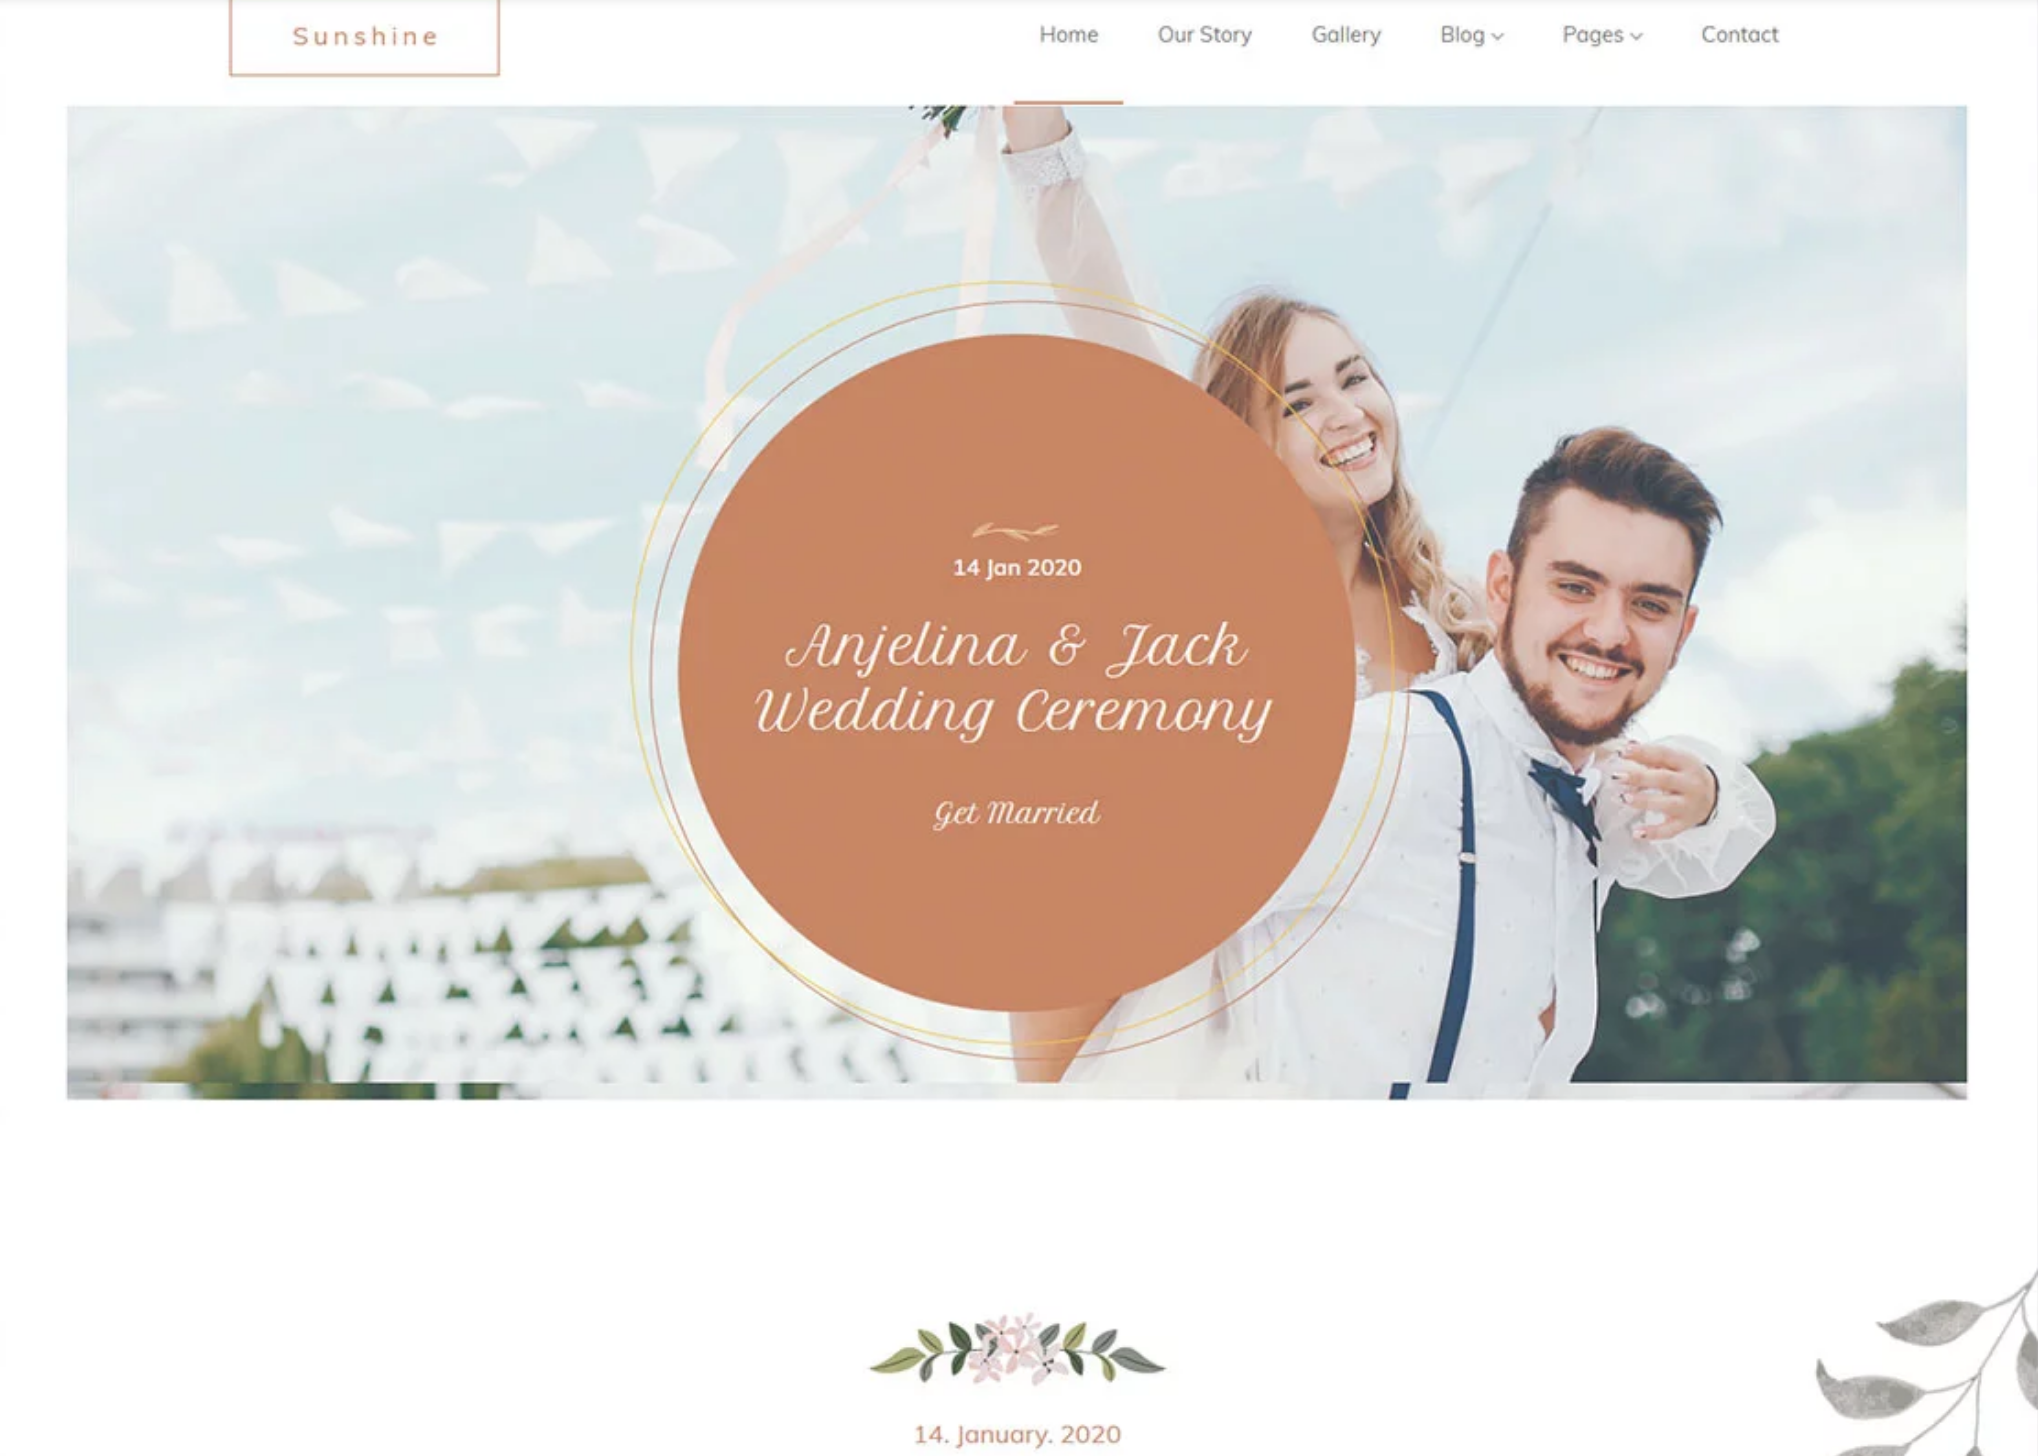 Sunshine
Home Our Story Gallery Blog Pages Contact
14 Jan 2020
Anjelina & Jack
Wedding Ceremony
Get Married
14. January. 2020